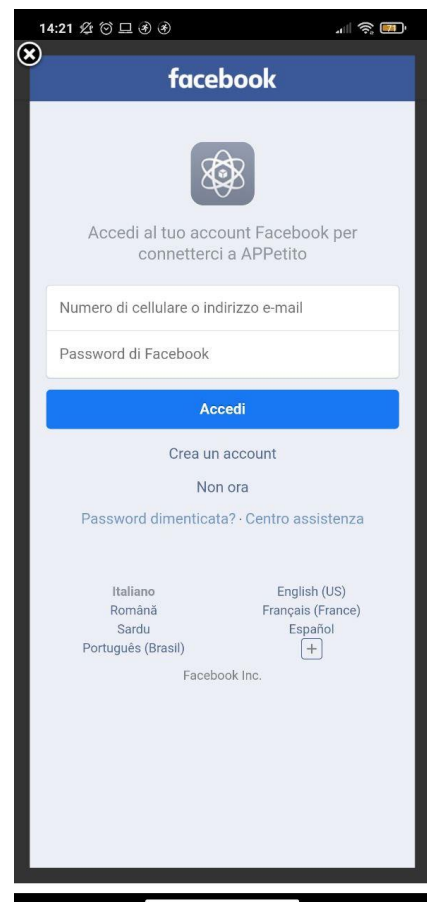 14:21
71
facebook
Accedi al tuo account Facebook per
connetterci a APPetito
Numero di cellulare o indirizzo e-mail
Password di Facebook
Accedi
Crea un account
Non ora
Password dimenticata? · Centro assistenza
Italiano
English (US)
Română
Français (France)
Sardu
Español
Português (Brasil)
Facebook Inc.